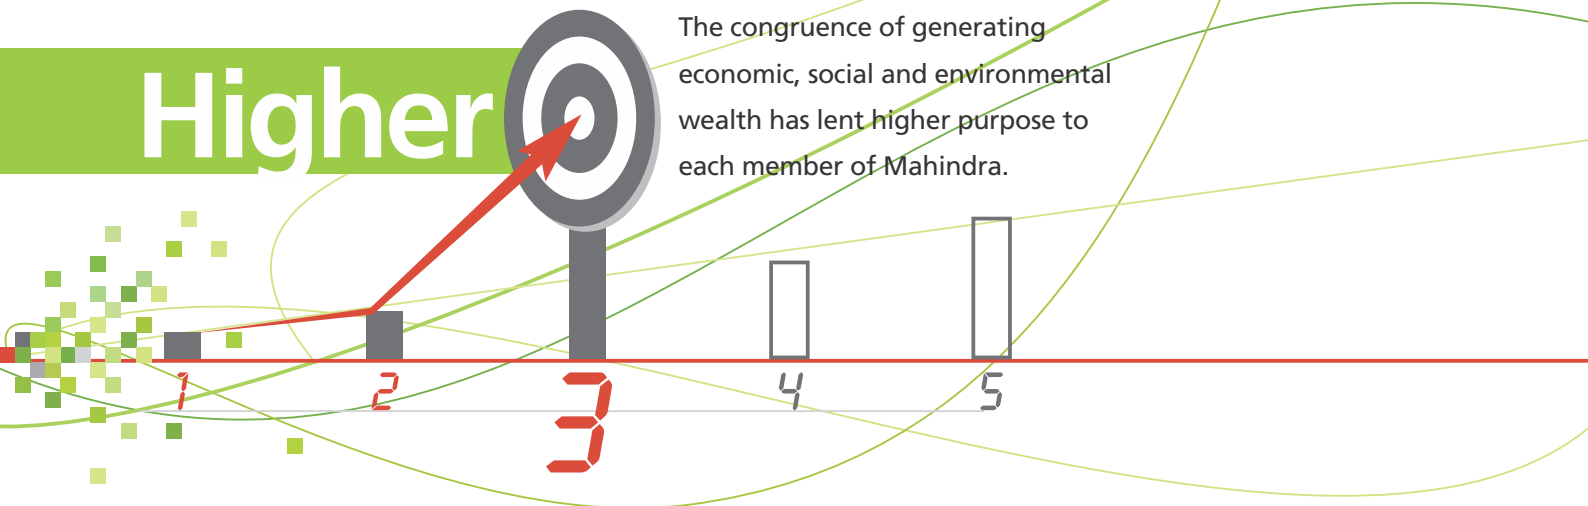 Higher
The congruence of generating
economic, social and environmental
wealth has lent higher purpose to
each member of Mahindra.
1 2 3 4 5